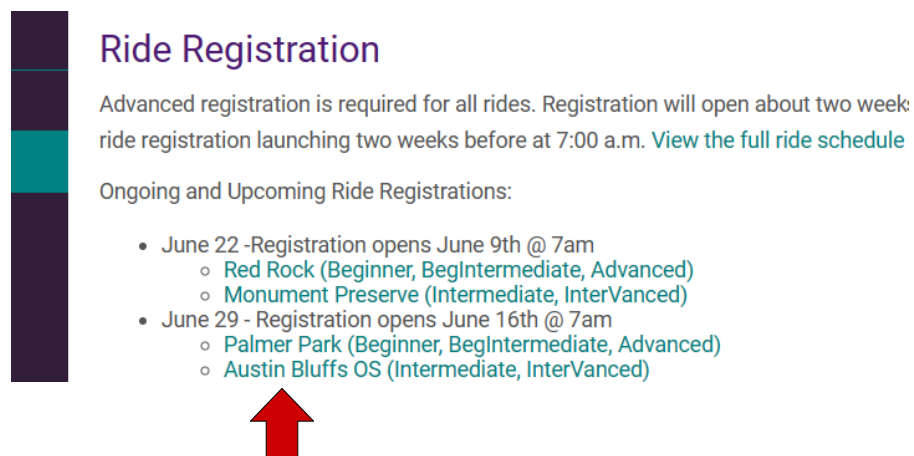 Ride Registration
Advanced registration is required for all rides. Registration will open about two weeks
ride registration launching two weeks before at 7:00 a.m. View the full ride schedule
Ongoing and Upcoming Ride Registrations:
• June 22 -Registration opens June 9th @ 7am
○ Red Rock (Beginner, BegIntermediate, Advanced)
○ Monument Preserve (Intermediate, InterVanced)
• June 29 - Registration opens June 16th @ 7am
○ Palmer Park (Beginner, BegIntermediate, Advanced)
○ Austin Bluffs OS (Intermediate, InterVanced)